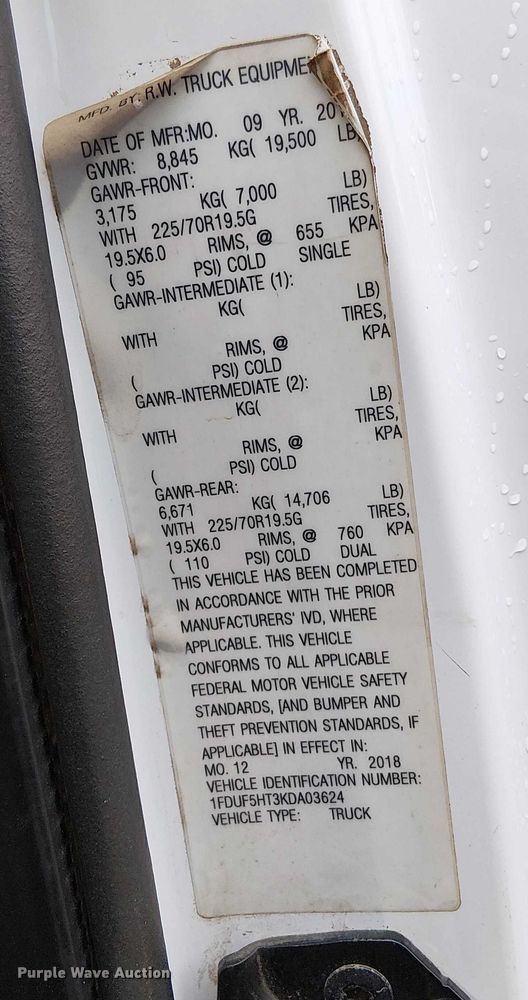 MFD. BY: R.W. TRUCK EQUIPME
DATE OF MFR:MO. 09 YR. 201
GVWR: 8,845 KG( 19,500 LB
GAWR-FRONT:
3,175 KG( 7,000 LB)
WITH 225/70R19.5G TIRES,
19.5X6.0 RIMS, @ 655 KPA
( 95 PSI) COLD SINGLE
GAWR-INTERMEDIATE (1):
KG( LB)
WITH TIRES,
RIMS, @ KPA
( PSI) COLD
GAWR-INTERMEDIATE (2):
KG( LB)
WITH TIRES,
RIMS, @ KPA
( PSI) COLD
GAWR-REAR:
6,671 KG( 14,706 LB)
WITH 225/70R19.5G TIRES,
19.5X6.0 RIMS, @ 760 KPA
( 110 PSI) COLD DUAL
THIS VEHICLE HAS BEEN COMPLETED
IN ACCORDANCE WITH THE PRIOR
MANUFACTURERS' IVD, WHERE
APPLICABLE. THIS VEHICLE
CONFORMS TO ALL APPLICABLE
FEDERAL MOTOR VEHICLE SAFETY
STANDARDS, [AND BUMPER AND
THEFT PREVENTION STANDARDS, IF
APPLICABLE] IN EFFECT IN:
MO. 12 YR. 2018
VEHICLE IDENTIFICATION NUMBER:
1FDUF5HT3KDA03624
VEHICLE TYPE: TRUCK
Purple Wave Auction